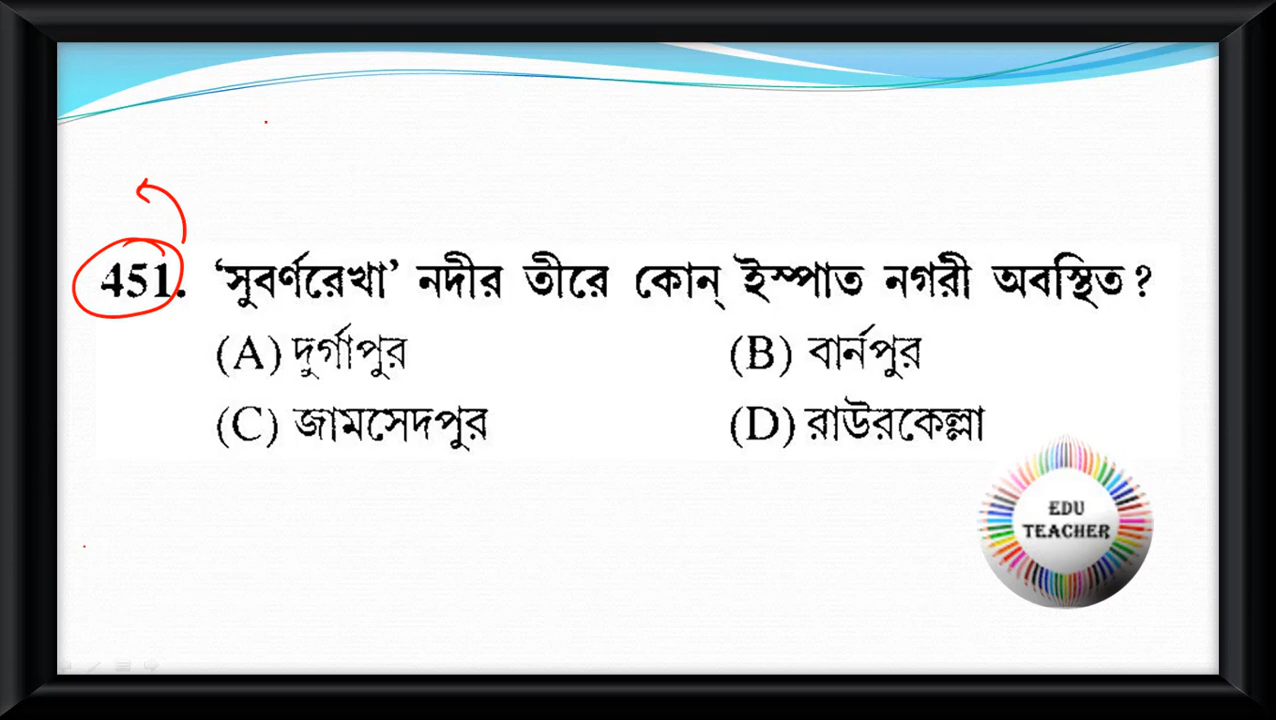 451. ‘সুবর্ণরেখা’ নদীর তীরে কোন্ ইস্পাত নগরী অবস্থিত?
(A) দুর্গাপুর (B) বার্নপুর
(C) জামসেদপুর (D) রাউরকেল্লা
EDU
TEACHER